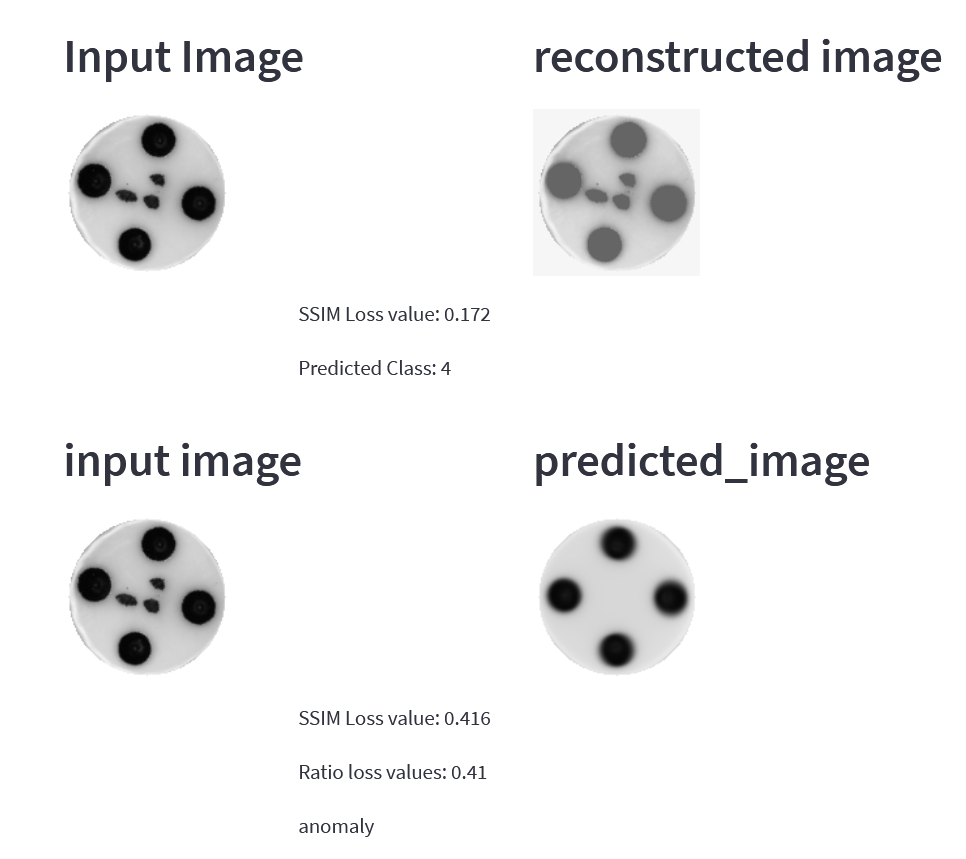 Input Image
reconstructed image
SSIM Loss value: 0.172
Predicted Class: 4
input image
predicted_image
SSIM Loss value: 0.416
Ratio loss values: 0.41
anomaly